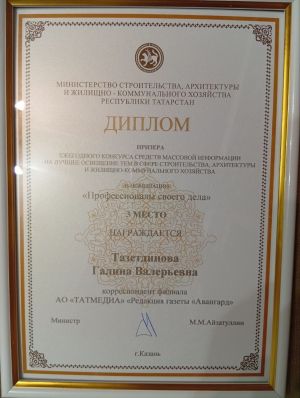 МИНИСТЕРСТВО СТРОИТЕЛЬСТВА, АРХИТЕКТУРЫ
И ЖИЛИЩНО - КОММУНАЛЬНОГО ХОЗЯЙСТВА
РЕСПУБЛИКИ ТАТАРСТАН
ДИПЛОМ
ПРИЗЕРА
ЕЖЕГОДНОГО КОНКУРСА СРЕДСТВ МАССОВОЙ ИНФОРМАЦИИ
НА ЛУЧШЕЕ ОСВЕЩЕНИЕ ТЕМ В СФЕРЕ СТРОИТЕЛЬСТВА, АРХИТЕКТУРЫ
И ЖИЛИЩНО-КОММУНАЛЬНОГО ХОЗЯЙСТВА
в номинации
«Профессионалы своего дела»
3 МЕСТО
НАГРАЖДАЕТСЯ
Тазетдинова
Галина Валерьевна
корреспондент филиала
АО «ТАТМЕДИА» «Редакция газеты «Авангард»
Министр
М.М.Айзатуллин
г.Казань